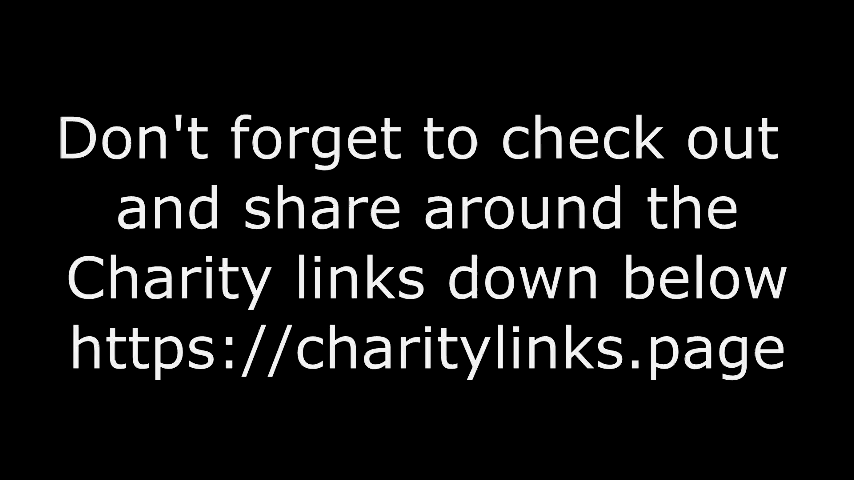 Don't forget to check out
and share around the
Charity links down below
https://charitylinks.page